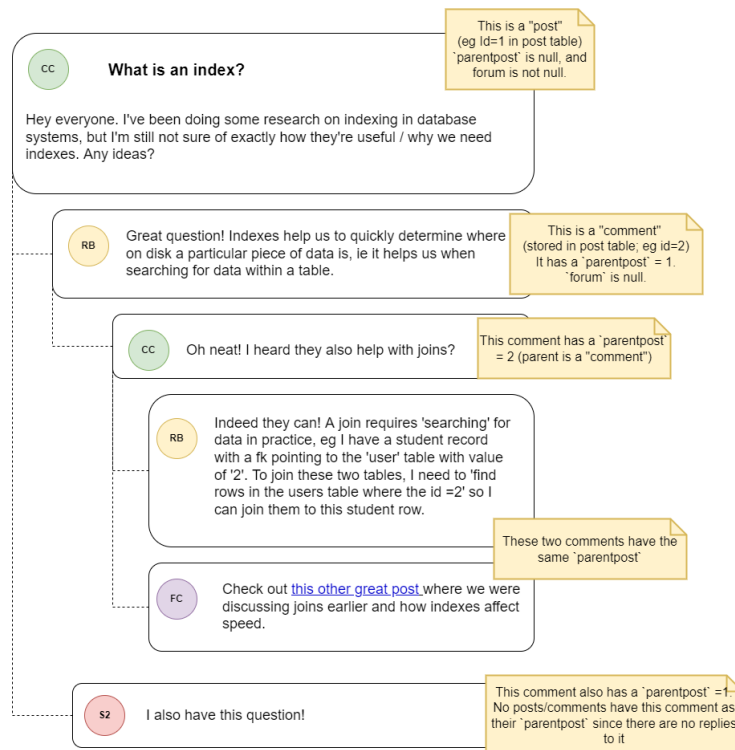 This is a "post"
(eg Id=1 in post table)
`parentpost` is null, and
forum is not null.
CC
What is an index?
Hey everyone. I've been doing some research on indexing in database
systems, but I'm still not sure of exactly how they're useful / why we need
indexes. Any ideas?
RB
Great question! Indexes help us to quickly determine where
on disk a particular piece of data is, ie it helps us when
searching for data within a table.
This is a "comment"
(stored in post table; eg id=2)
It has a `parentpost` = 1.
`forum` is null.
CC
Oh neat! I heard they also help with joins?
This comment has a `parentpost`
= 2 (parent is a "comment")
RB
Indeed they can! A join requires 'searching' for
data in practice, eg I have a student record
with a fk pointing to the 'user' table with value
of '2'. To join these two tables, I need to 'find
rows in the users table where the id =2' so I
can join them to this student row.
These two comments have the
same `parentpost`
FC
Check out this other great post where we were
discussing joins earlier and how indexes affect
speed.
S2
I also have this question!
This comment also has a `parentpost` =1.
No posts/comments have this comment as
their `parentpost` since there are no replies
to it